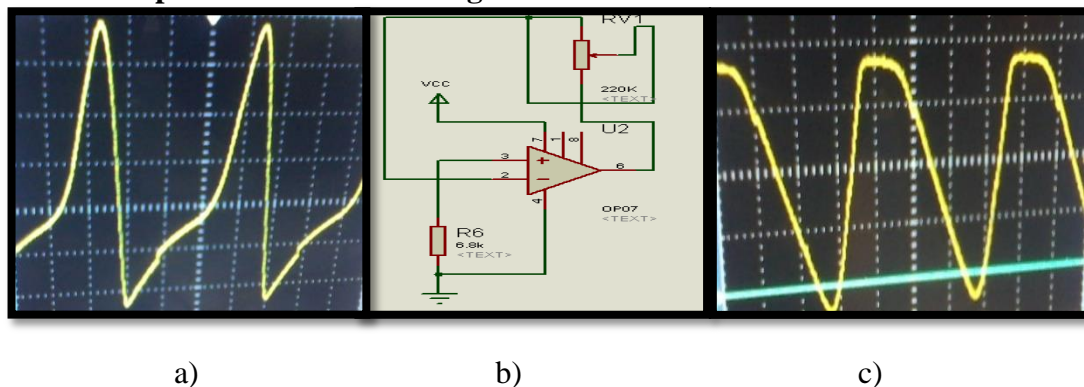 RV1
VCC
220K
<TEXT>
U2
7
1
8
3
+
6
2
−
4
OP07
<TEXT>
R6
6.8k
<TEXT>
a) b) c)